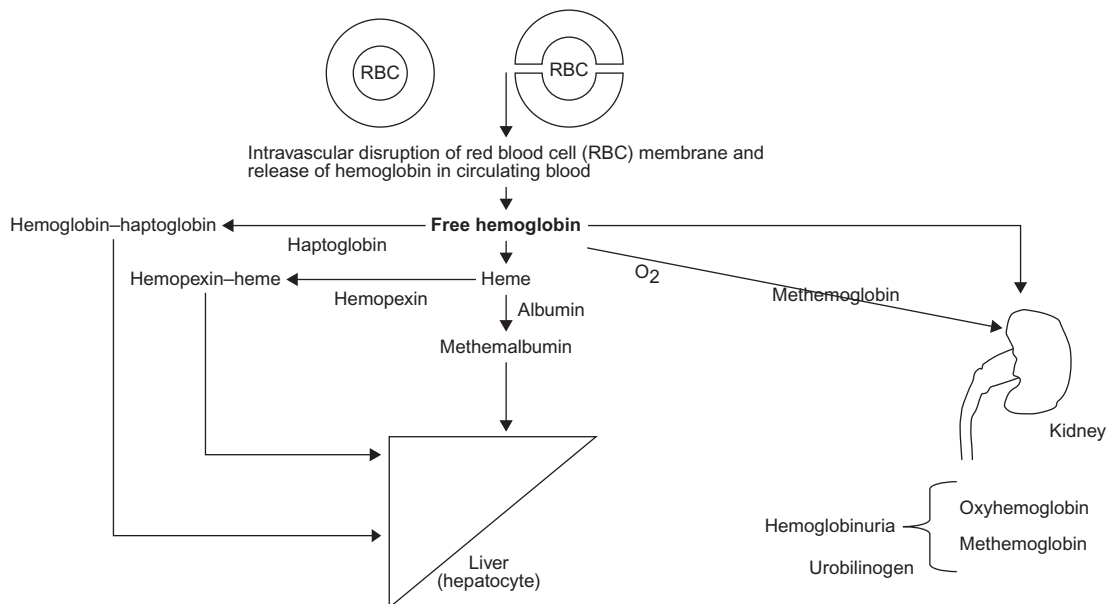 RBC
RBC
Intravascular disruption of red blood cell (RBC) membrane and
release of hemoglobin in circulating blood
Hemoglobin–haptoglobin
Free hemoglobin
Haptoglobin
O2
Hemopexin–heme
Heme
Hemopexin
Methemoglobin
Albumin
Methemalbumin
Kidney
Oxyhemoglobin
Hemoglobinuria
Methemoglobin
Liver
(hepatocyte)
Urobilinogen